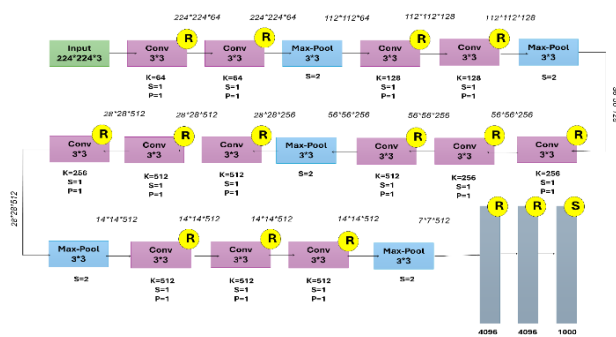 224*224*64
224*224*64
112*112*64
112*112*128
112*112*128
Input
224*224*3
Conv
3*3
R
Conv
3*3
R
Max-Pool
3*3
Conv
3*3
R
Conv
3*3
R
Max-Pool
3*3
K=64
S=1
P=1
K=64
S=1
P=1
S=2
K=128
S=1
P=1
K=128
S=1
P=1
S=2
28*28*512
28*28*512
28*28*256
56*56*256
56*56*256
56*56*256
Conv
3*3
R
Conv
3*3
R
Conv
3*3
R
Max-Pool
3*3
Conv
3*3
R
Conv
3*3
R
Conv
3*3
R
K=256
S=1
P=1
K=512
S=1
P=1
K=512
S=1
P=1
S=2
K=512
S=1
P=1
K=256
S=1
P=1
K=256
S=1
P=1
28*28*512
14*14*512
14*14*512
14*14*512
14*14*512
7*7*512
Max-Pool
3*3
Conv
3*3
R
Conv
3*3
R
Conv
3*3
R
Max-Pool
3*3
R
R
S
S=2
K=512
S=1
P=1
K=512
S=1
P=1
K=512
S=1
P=1
S=2
4096
4096
1000